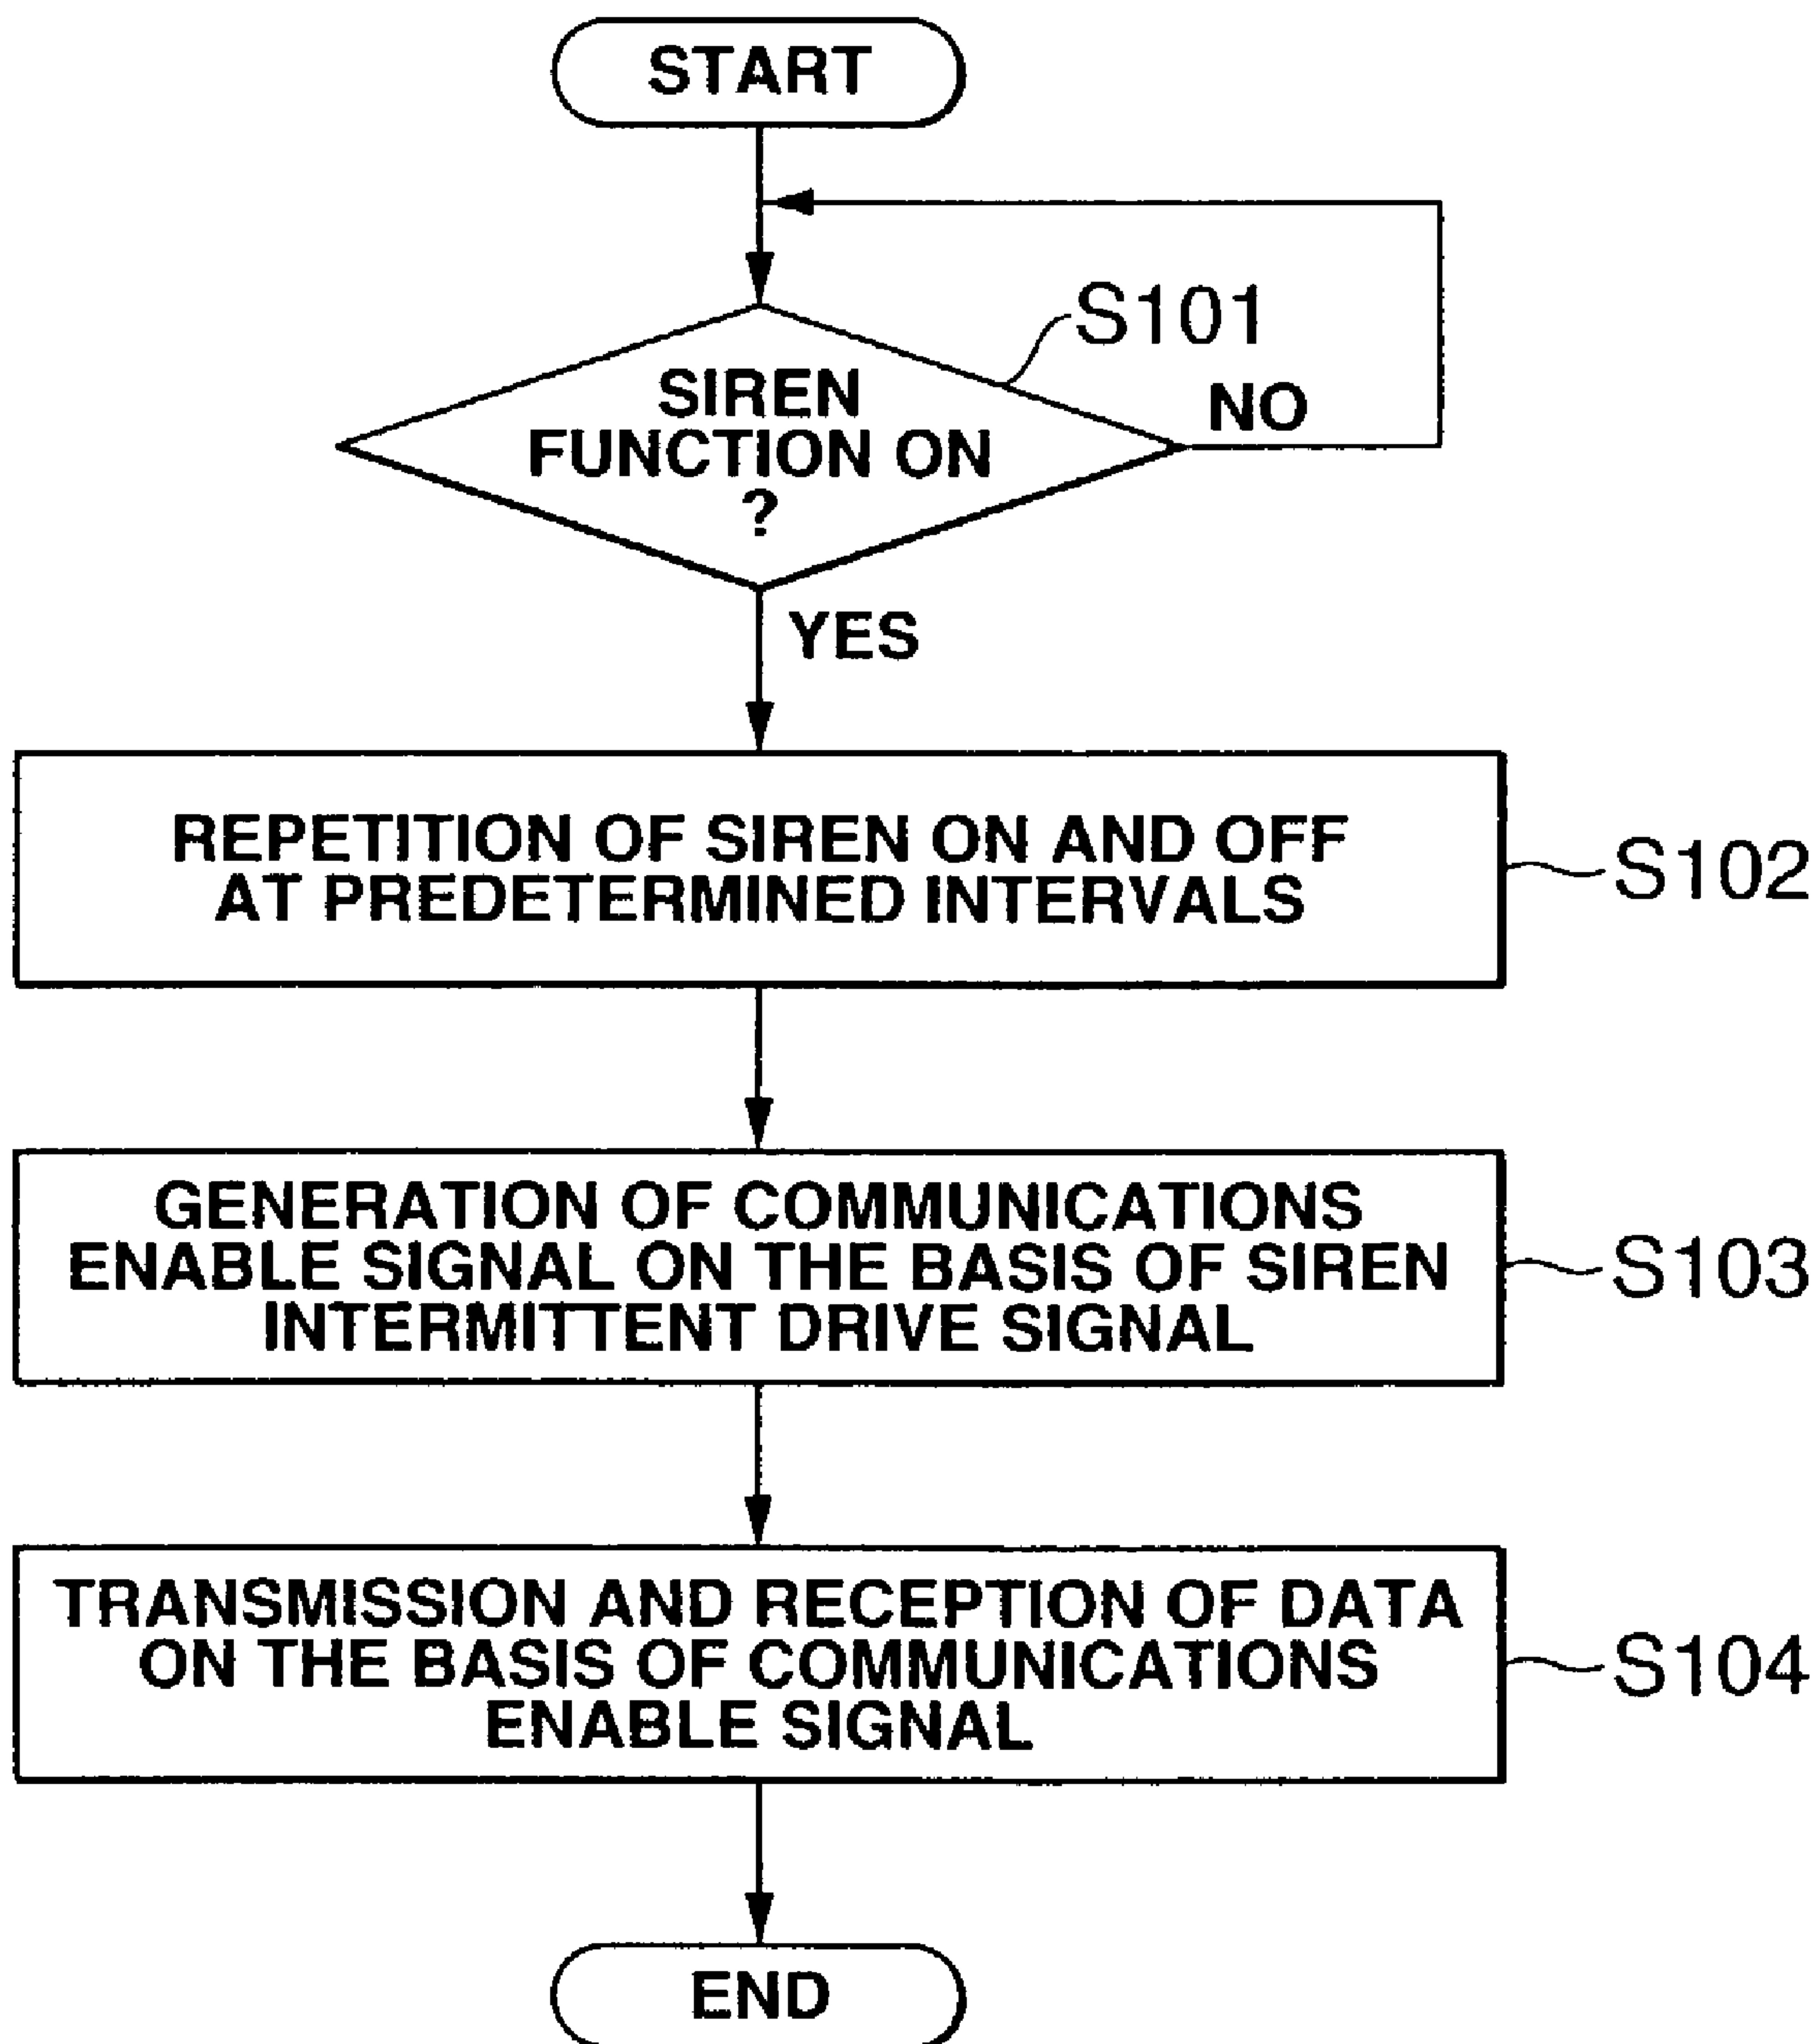 START
S101
SIREN
FUNCTION ON
?
NO
YES
REPETITION OF SIREN ON AND OFF
AT PREDETERMINED INTERVALS
S102
GENERATION OF COMMUNICATIONS
ENABLE SIGNAL ON THE BASIS OF SIREN
INTERMITTENT DRIVE SIGNAL
S103
TRANSMISSION AND RECEPTION OF DATA
ON THE BASIS OF COMMUNICATIONS
ENABLE SIGNAL
S104
END